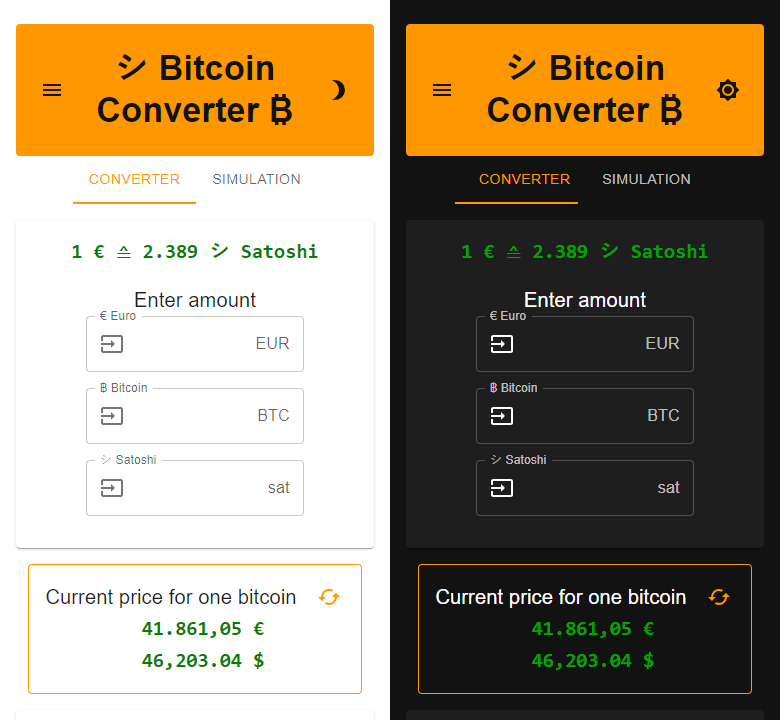 シ Bitcoin
Converter ₿
CONVERTER
SIMULATION
1 € ≙ 2.389 シ Satoshi
Enter amount
€ Euro
EUR
฿ Bitcoin
BTC
シ Satoshi
sat
Current price for one bitcoin
41.861,05 €
46,203.04 $
シ Bitcoin
Converter ₿
CONVERTER
SIMULATION
1 € ≙ 2.389 シ Satoshi
Enter amount
€ Euro
EUR
฿ Bitcoin
BTC
シ Satoshi
sat
Current price for one bitcoin
41.861,05 €
46,203.04 $